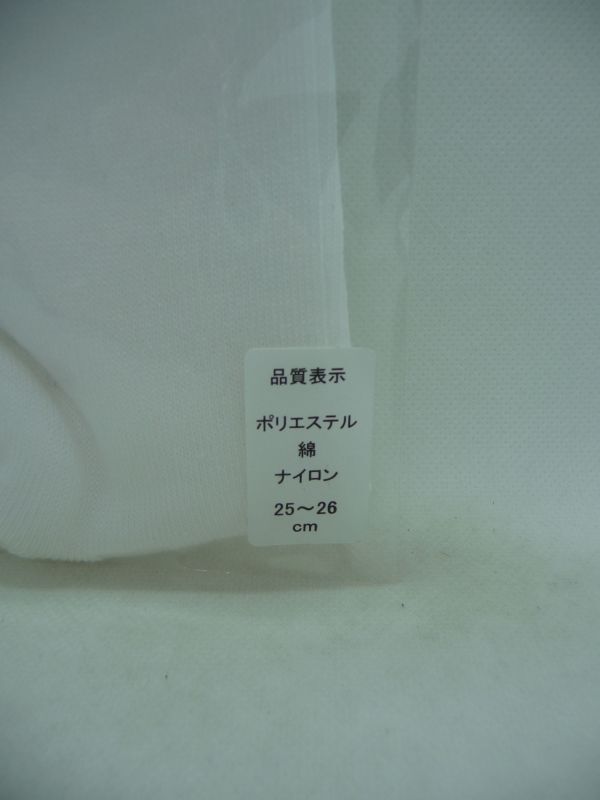 品質表示
ポリエステル
綿
ナイロン
25〜26
cm